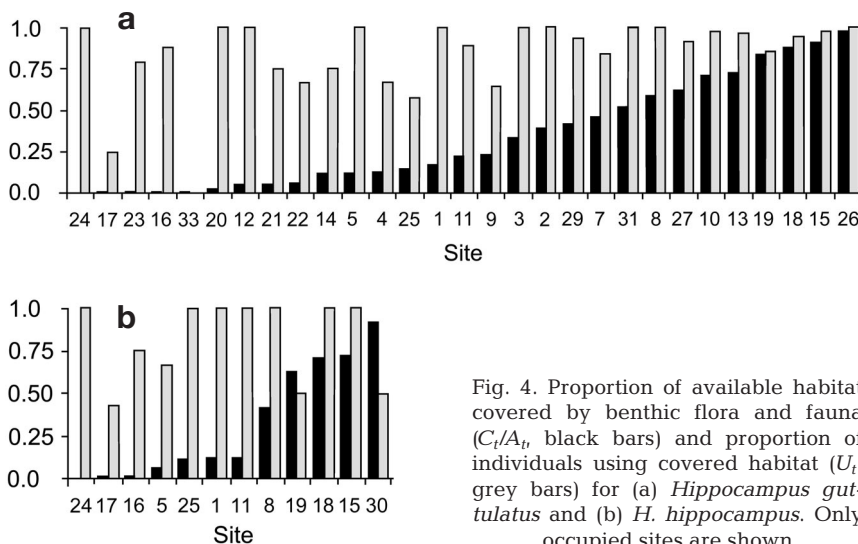 a
1.0
0.75
0.50
0.25
0.0
24 17 23 16 33 20 12 21 22 14 5 4 25 1 11 9 3 2 29 7 31 8 27 10 13 19 18 15 26
Site
b
1.0
0.75
0.50
0.25
0.0
24 17 16 5 25 1 11 8 19 18 15 30
Site
Fig. 4. Proportion of available habitat
covered by benthic flora and fauna
(Ct/At, black bars) and proportion of
individuals using covered habitat (Ut,
grey bars) for (a) Hippocampus gut-
tulatus and (b) H. hippocampus. Only
occupied sites are shown